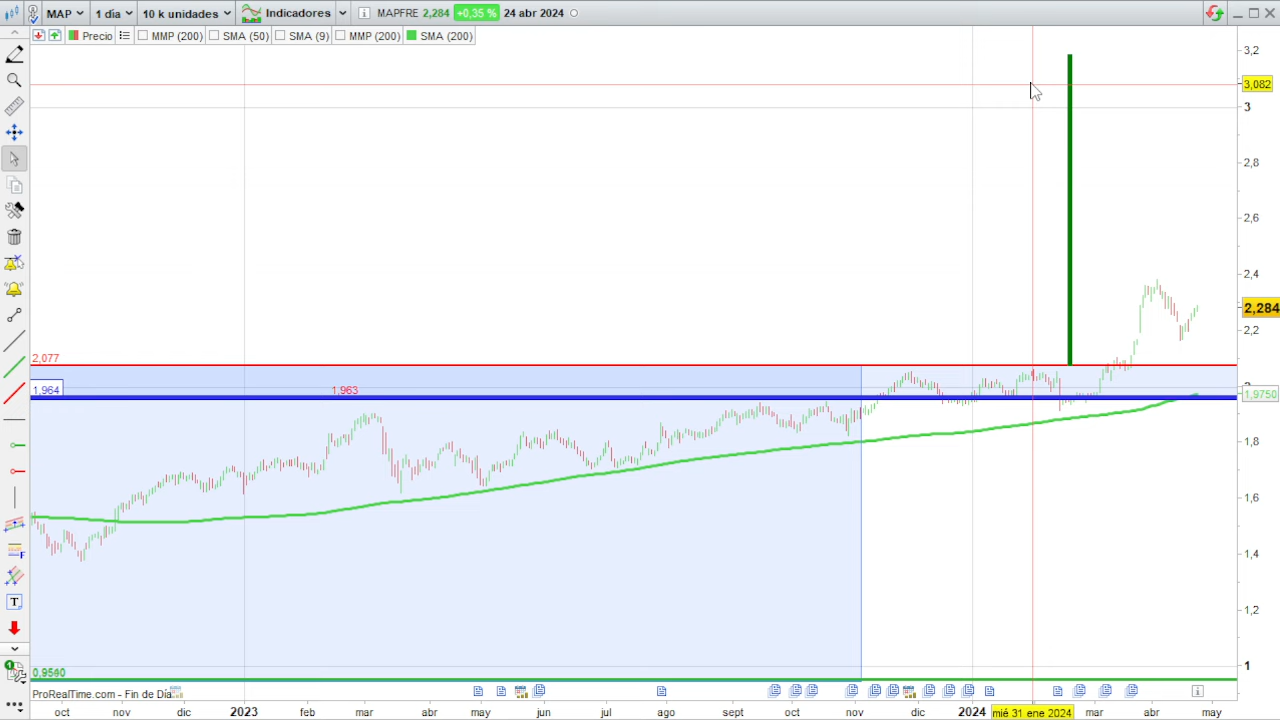 MAP 1 día 10 k unidades Indicadores MAPFRE 2,284 +0,35 % 24 abr 2024
Precio MMP (200) SMA (50) SMA (9) MMP (200) SMA (200)
3,2
3,082
3
2,8
2,6
2,4
2,284
2,2
2,077
1,964 1,963
1,9750
1,8
1,6
1,4
1,2
1
ProRealTime.com - Fin de Día
oct nov dic 2023 feb mar abr may jun jul ago sept oct nov dic 2024 mié 31 ene 2024 mar abr may
T
F
1